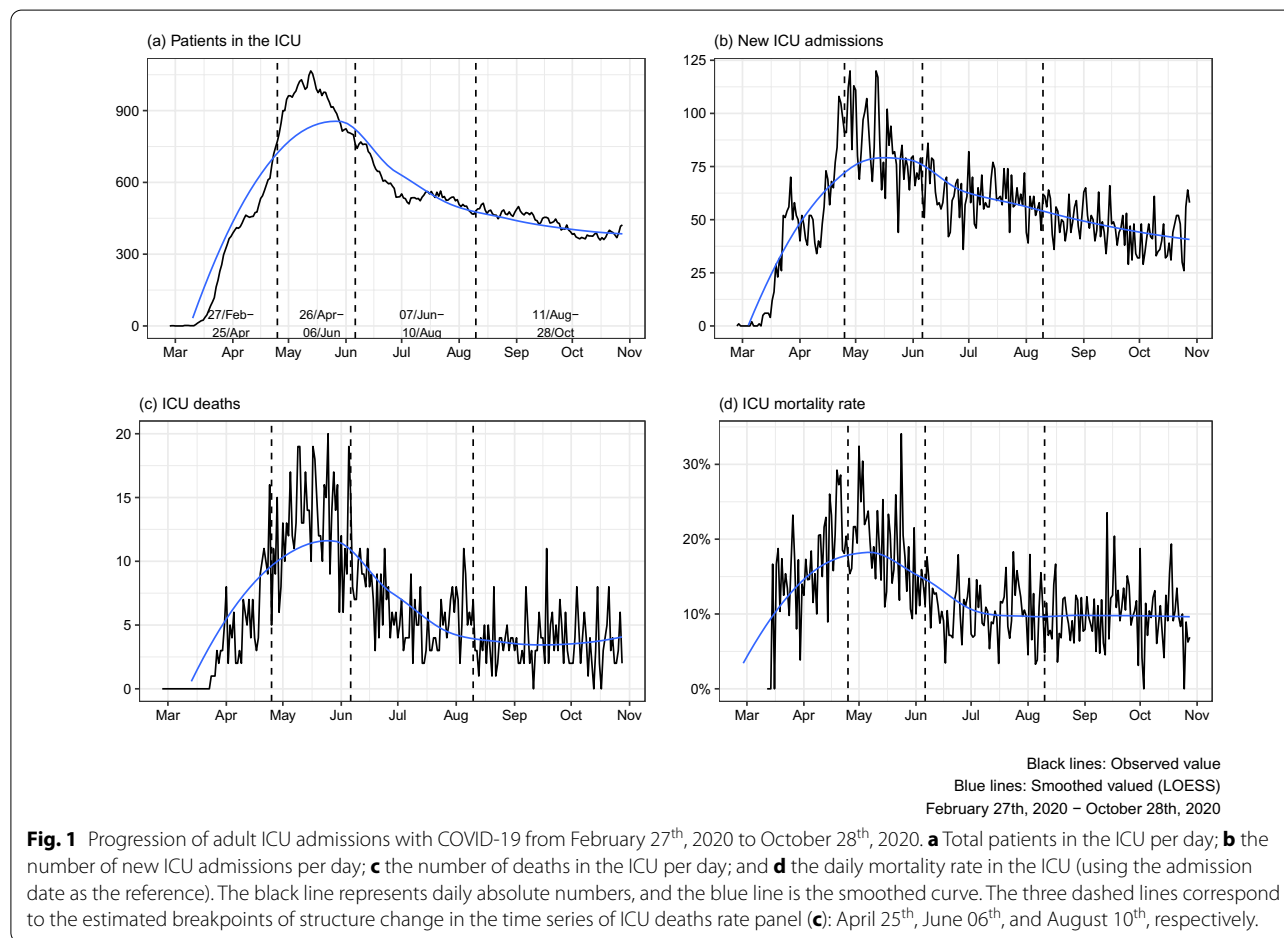 (a) Patients in the ICU
900
600
300
0
27/Feb−
25/Apr
26/Apr−
06/Jun
07/Jun−
10/Aug
11/Aug−
28/Oct
Mar Apr May Jun Jul Aug Sep Oct Nov
(b) New ICU admissions
125
100
75
50
25
0
Mar Apr May Jun Jul Aug Sep Oct Nov
(c) ICU deaths
20
15
10
5
0
Mar Apr May Jun Jul Aug Sep Oct Nov
(d) ICU mortality rate
30%
20%
10%
0%
Mar Apr May Jun Jul Aug Sep Oct Nov
Black lines: Observed value
Blue lines: Smoothed valued (LOESS)
February 27th, 2020 − October 28th, 2020
Fig. 1 Progression of adult ICU admissions with COVID-19 from February 27th, 2020 to October 28th, 2020. a Total patients in the ICU per day; b the
number of new ICU admissions per day; c the number of deaths in the ICU per day; and d the daily mortality rate in the ICU (using the admission
date as the reference). The black line represents daily absolute numbers, and the blue line is the smoothed curve. The three dashed lines correspond
to the estimated breakpoints of structure change in the time series of ICU deaths rate panel (c): April 25th, June 06th, and August 10th, respectively.